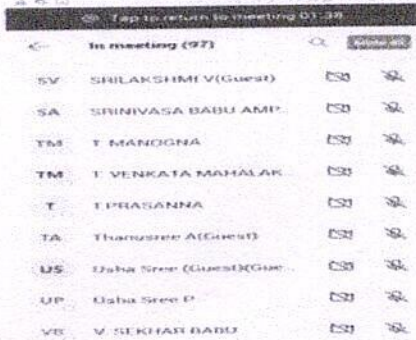 Tap to return to meeting 01:38
In meeting (97)
SV SRILAKSHMI V(Guest)
SA SRINIVASA BABU AMP...
TM T MANOGNA
TM T VENKATA MAHALAK...
T T PRASANNA
TA Thanusree A(Guest)
US Usha Sree (Guest)(Gue...
UP Usha Sree P
VB V. SEKHAR BABU